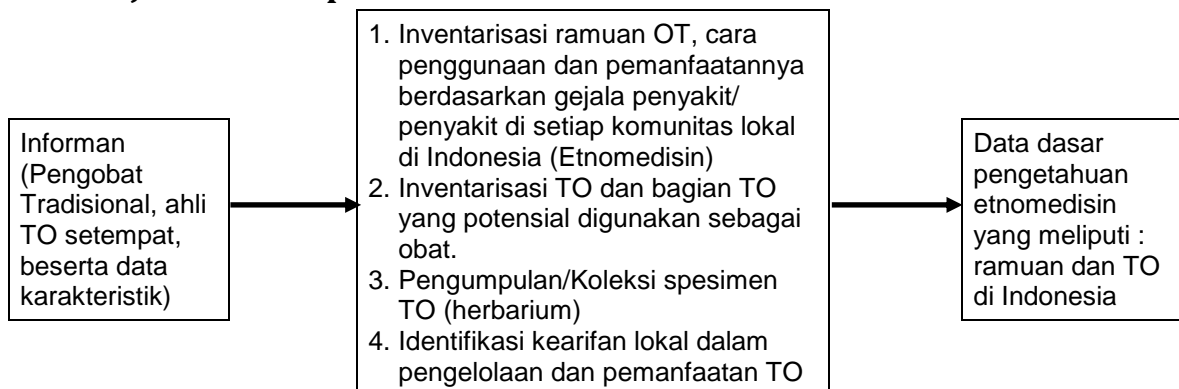 Informan
(Pengobat
Tradisional, ahli
TO setempat,
beserta data
karakteristik)
1. Inventarisasi ramuan OT, cara
penggunaan dan pemanfaatannya
berdasarkan gejala penyakit/
penyakit di setiap komunitas lokal
di Indonesia (Etnomedisin)
2. Inventarisasi TO dan bagian TO
yang potensial digunakan sebagai
obat.
3. Pengumpulan/Koleksi spesimen
TO (herbarium)
4. Identifikasi kearifan lokal dalam
pengelolaan dan pemanfaatan TO
Data dasar
pengetahuan
etnomedisin
yang meliputi :
ramuan dan TO
di Indonesia